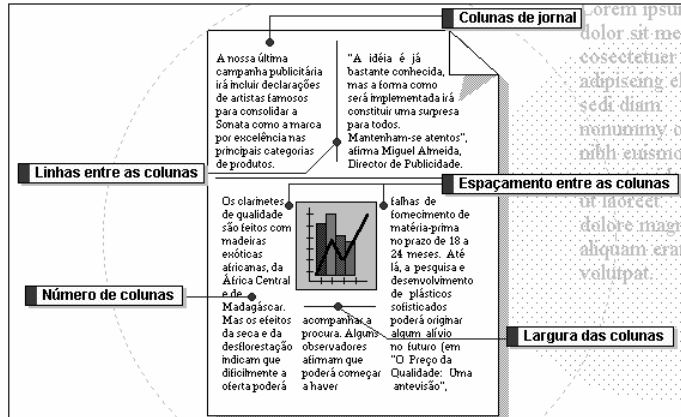 Colunas de jornal
A nossa última
campanha publicitária
irá incluir declarações
de artistas famosos
para consolidar a
Sonata como a marca
por excelência nas
principais categorias
de produtos.
"A idéia é já
bastante conhecida,
mas a forma como
será implementada irá
constituir uma surpresa
para todos.
Mantenham-se atentos",
afirma Miguel Almeida,
Director de Publicidade.
Linhas entre as colunas
Espaçamento entre as colunas
Os clarinetes
de qualidade
são feitos com
madeiras
exóticas
africanas, da
África Central
e de
Madagáscar.
Mas os efeitos
da seca e da
desflorestação
indicam que
dificilmente a
oferta poderá
acompanhar a
procura. Alguns
observadores
afirmam que
poderá começar
a haver
falhas de
fornecimento de
matéria-prima
no prazo de 18 a
24 meses. Até
lá, a pesquisa e
desenvolvimento
de plásticos
sofisticados
poderá originar
algum alívio
no futuro (em
"O Preço da
Qualidade: Uma
antevisão",
Número de colunas
Largura das colunas
Lorem ipsu
dolor sit me
cosectetuer
adipiscing el
sedi diam
nonummy
nibh euismo
ut laoreet
dolore magn
aliquam era
volutpat.